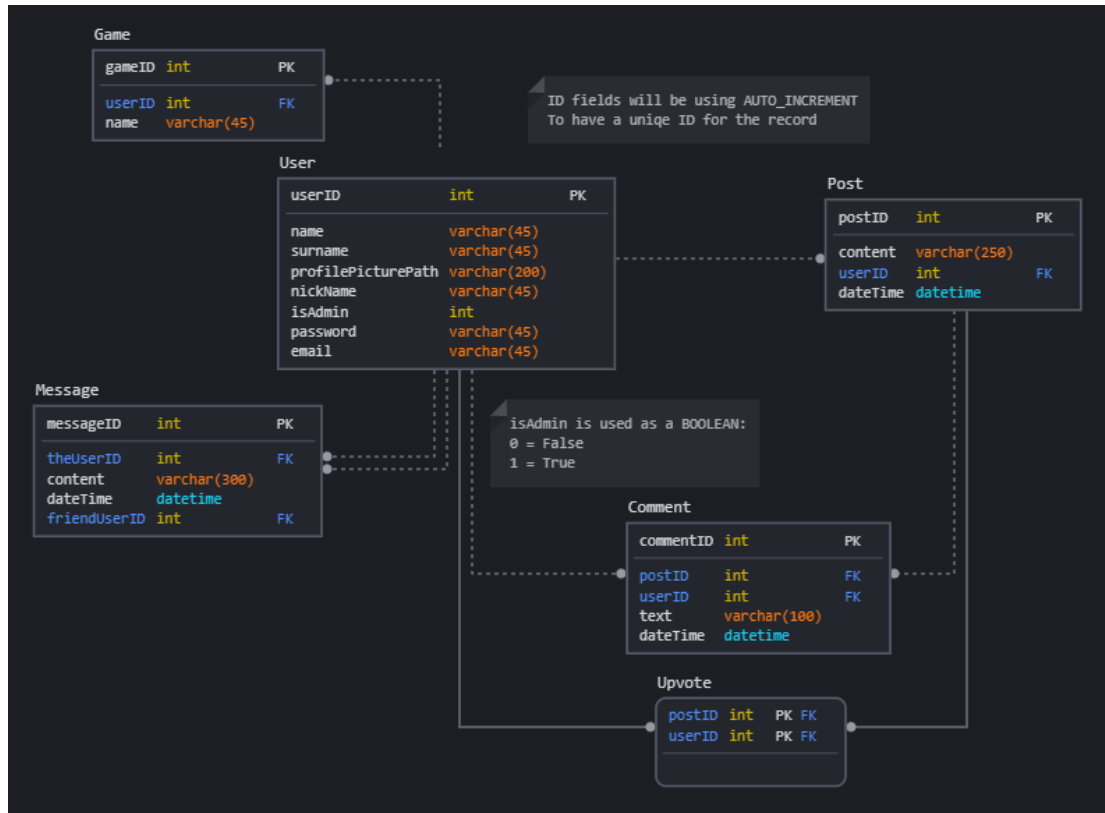 Game
gameID int PK
userID int FK
name varchar(45)
ID fields will be using AUTO_INCREMENT
To have a uniqe ID for the record
User
userID int PK
name varchar(45)
surname varchar(45)
profilePicturePath varchar(200)
nickName varchar(45)
isAdmin int
password varchar(45)
email varchar(45)
Post
postID int PK
content varchar(250)
userID int FK
dateTime datetime
Message
messageID int PK
theUserID int FK
content varchar(300)
dateTime datetime
friendUserID int FK
isAdmin is used as a BOOLEAN:
0 = False
1 = True
Comment
commentID int PK
postID int FK
userID int FK
text varchar(100)
dateTime datetime
Upvote
postID int PK FK
userID int PK FK